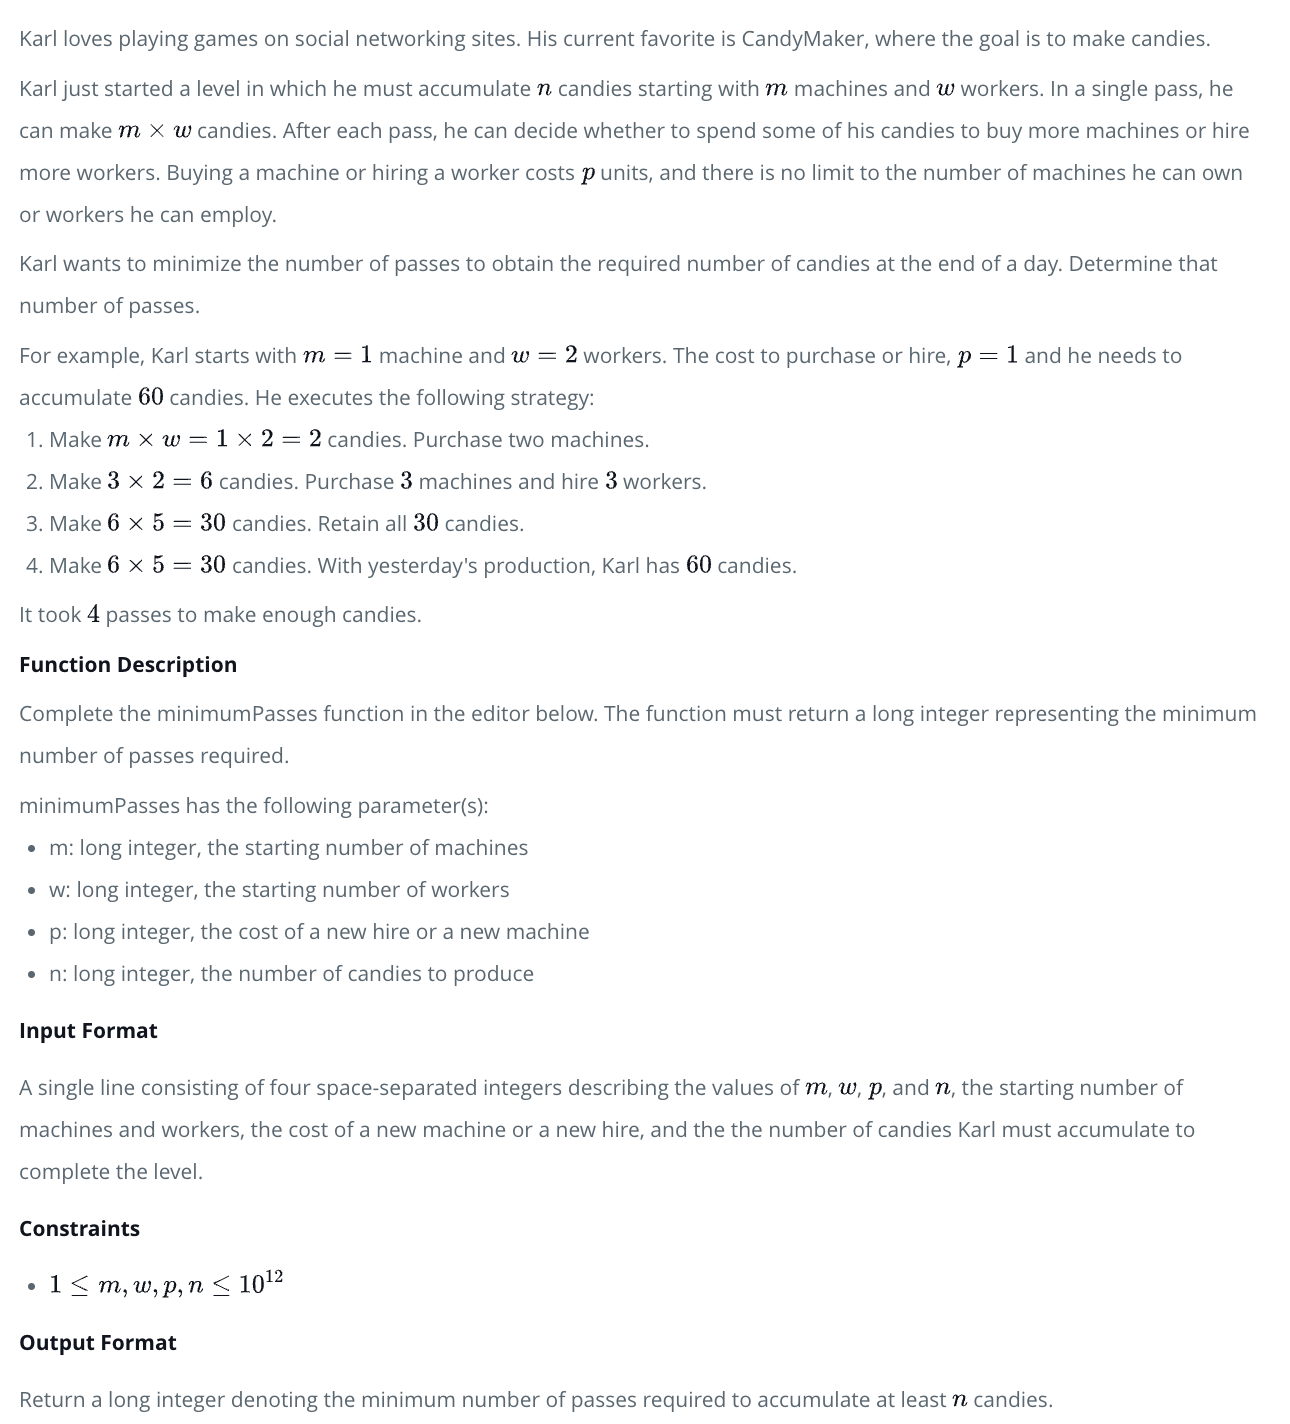 Karl loves playing games on social networking sites. His current favorite is CandyMaker, where the goal is to make candies.
Karl just started a level in which he must accumulate n candies starting with m machines and w workers. In a single pass, he
can make m × w candies. After each pass, he can decide whether to spend some of his candies to buy more machines or hire
more workers. Buying a machine or hiring a worker costs p units, and there is no limit to the number of machines he can own
or workers he can employ.
Karl wants to minimize the number of passes to obtain the required number of candies at the end of a day. Determine that
number of passes.
For example, Karl starts with m = 1 machine and w = 2 workers. The cost to purchase or hire, p = 1 and he needs to
accumulate 60 candies. He executes the following strategy:
1. Make m × w = 1 × 2 = 2 candies. Purchase two machines.
2. Make 3 × 2 = 6 candies. Purchase 3 machines and hire 3 workers.
3. Make 6 × 5 = 30 candies. Retain all 30 candies.
4. Make 6 × 5 = 30 candies. With yesterday's production, Karl has 60 candies.
It took 4 passes to make enough candies.
Function Description
Complete the minimumPasses function in the editor below. The function must return a long integer representing the minimum
number of passes required.
minimumPasses has the following parameter(s):
• m: long integer, the starting number of machines
• w: long integer, the starting number of workers
• p: long integer, the cost of a new hire or a new machine
• n: long integer, the number of candies to produce
Input Format
A single line consisting of four space-separated integers describing the values of m, w, p, and n, the starting number of
machines and workers, the cost of a new machine or a new hire, and the the number of candies Karl must accumulate to
complete the level.
Constraints
• 1 ≤ m, w, p, n ≤ 10¹²
Output Format
Return a long integer denoting the minimum number of passes required to accumulate at least n candies.